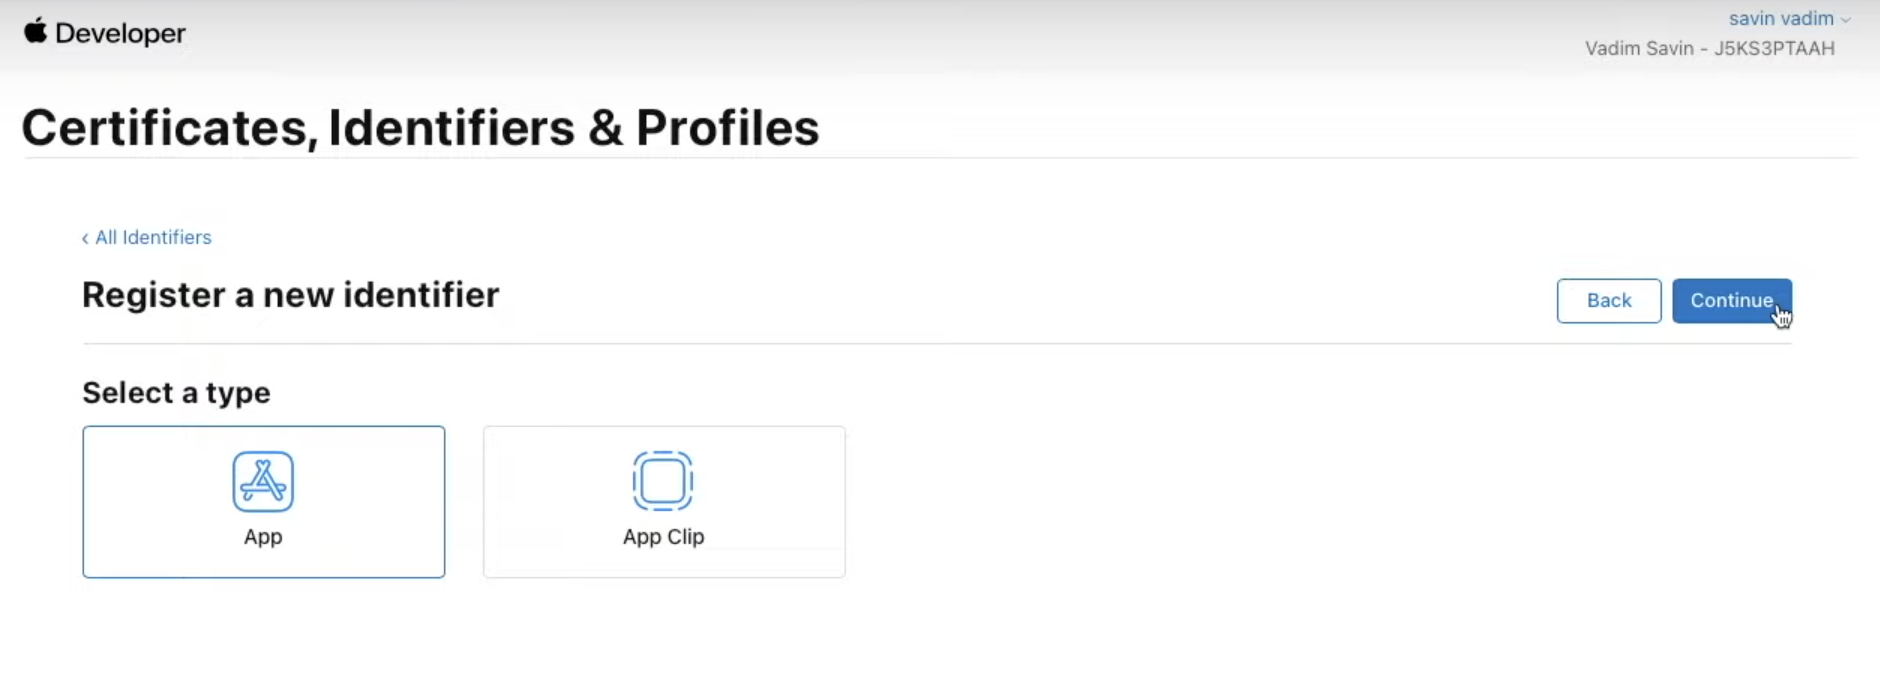 Developer
savin vadim
Vadim Savin - J5KS3PTAAH
Certificates, Identifiers & Profiles
‹ All Identifiers
Register a new identifier
Back
Continue
Select a type
App
App Clip